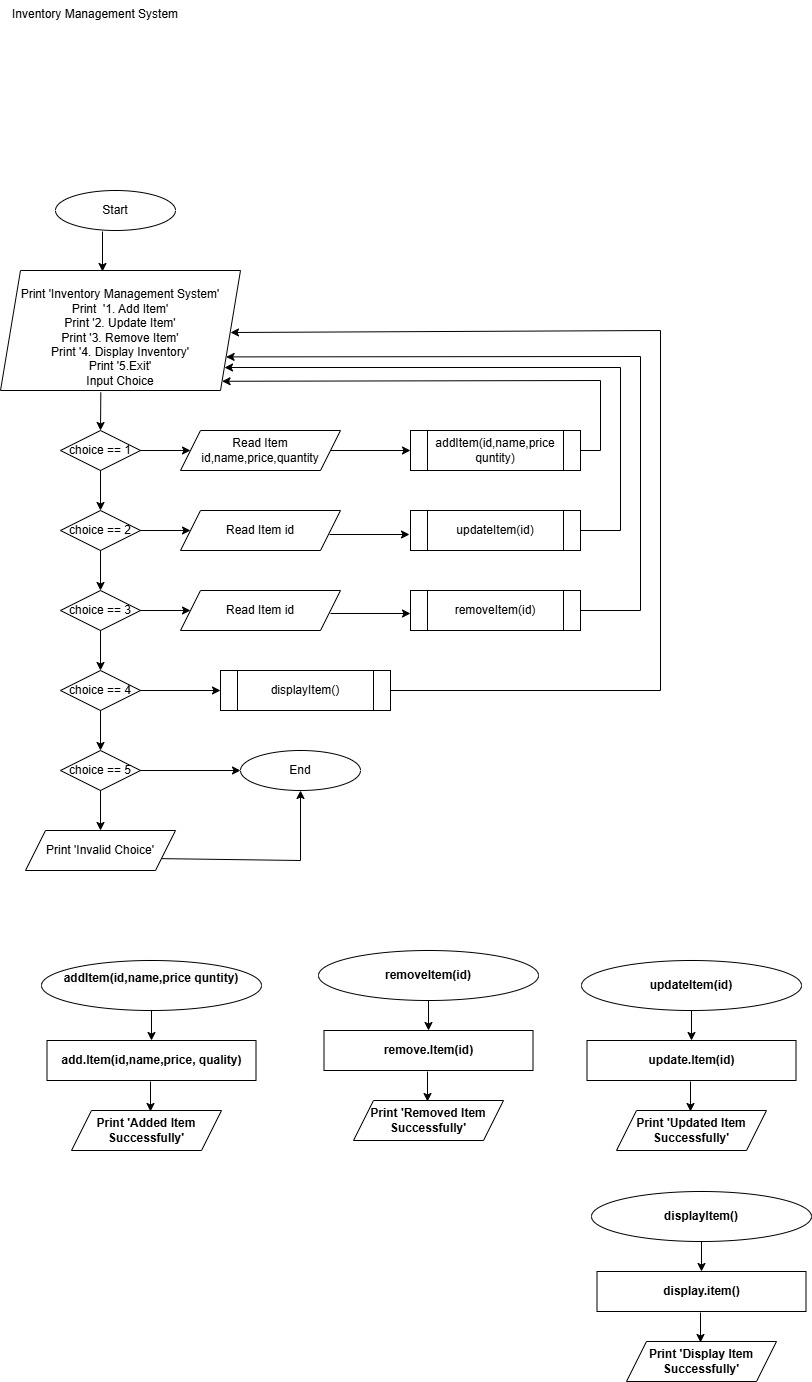 Inventory Management System
Start
Print 'Inventory Management System'
Print '1. Add Item'
Print '2. Update Item'
Print '3. Remove Item'
Print '4. Display Inventory'
Print '5.Exit'
Input Choice
choice == 1
Read Item
id,name,price,quantity
addItem(id,name,price
quntity)
choice == 2
Read Item id
updateItem(id)
choice == 3
Read Item id
removeItem(id)
choice == 4
displayItem()
choice == 5
End
Print 'Invalid Choice'
addItem(id,name,price quntity)
add.Item(id,name,price, quality)
Print 'Added Item
Successfully'
removeItem(id)
remove.Item(id)
Print 'Removed Item
Successfully'
updateItem(id)
update.Item(id)
Print 'Updated Item
Successfully'
displayItem()
display.item()
Print 'Display Item
Successfully'